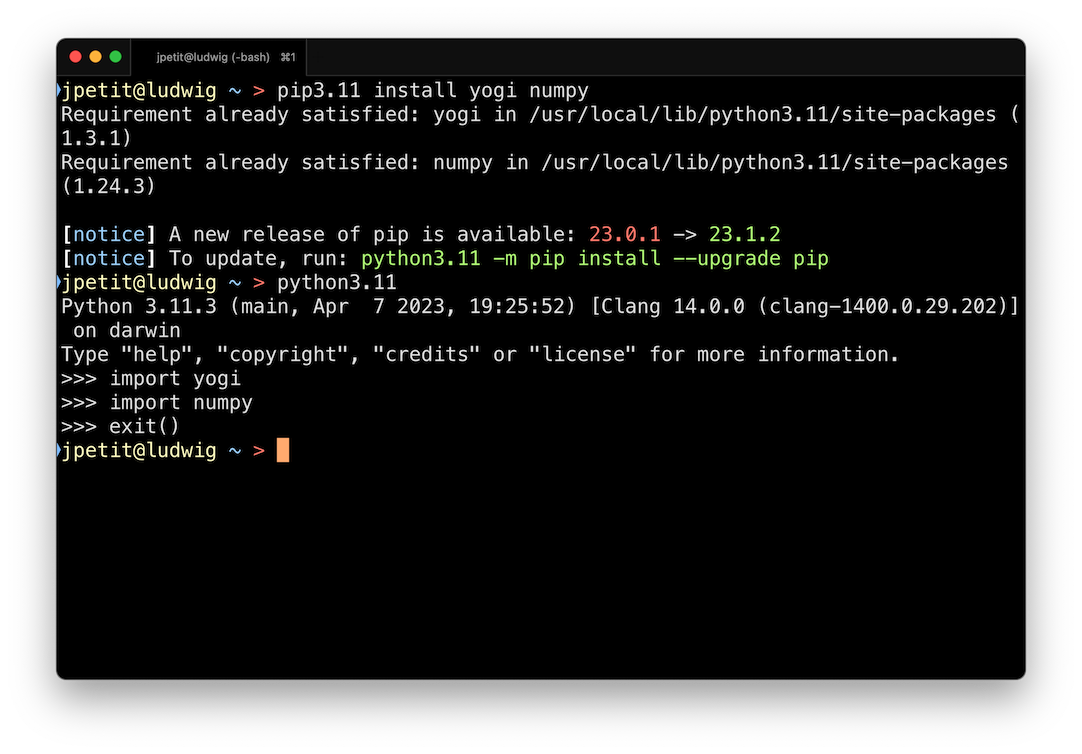 jpetit@ludwig (-bash) ⌘1
jpetit@ludwig ~ > pip3.11 install yogi numpy
Requirement already satisfied: yogi in /usr/local/lib/python3.11/site-packages (
1.3.1)
Requirement already satisfied: numpy in /usr/local/lib/python3.11/site-packages
(1.24.3)
[notice] A new release of pip is available: 23.0.1 -> 23.1.2
[notice] To update, run: python3.11 -m pip install --upgrade pip
jpetit@ludwig ~ > python3.11
Python 3.11.3 (main, Apr  7 2023, 19:25:52) [Clang 14.0.0 (clang-1400.0.29.202)]
 on darwin
Type "help", "copyright", "credits" or "license" for more information.
>>> import yogi
>>> import numpy
>>> exit()
jpetit@ludwig ~ >